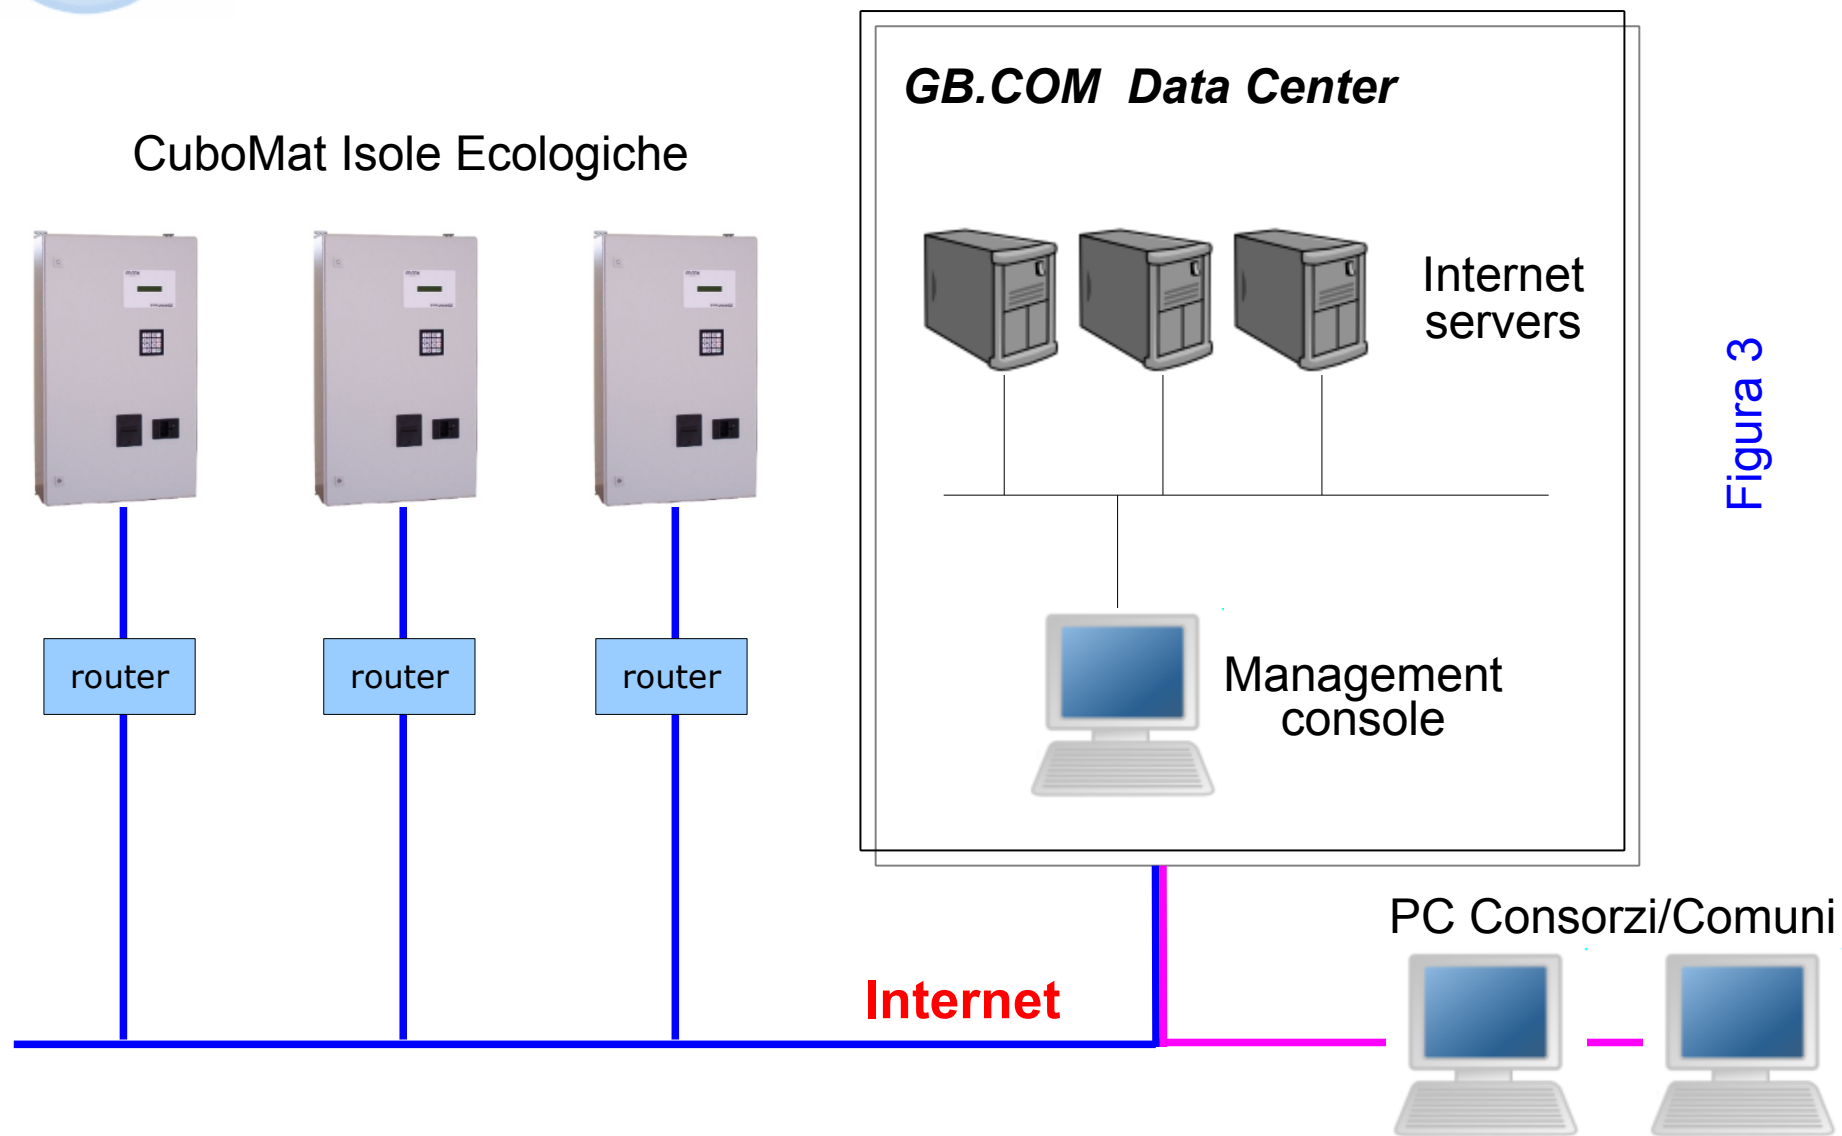 GB.COM Data Center
CuboMat Isole Ecologiche
Internet
servers
Figura 3
router
router
router
Management
console
PC Consorzi/Comuni
Internet